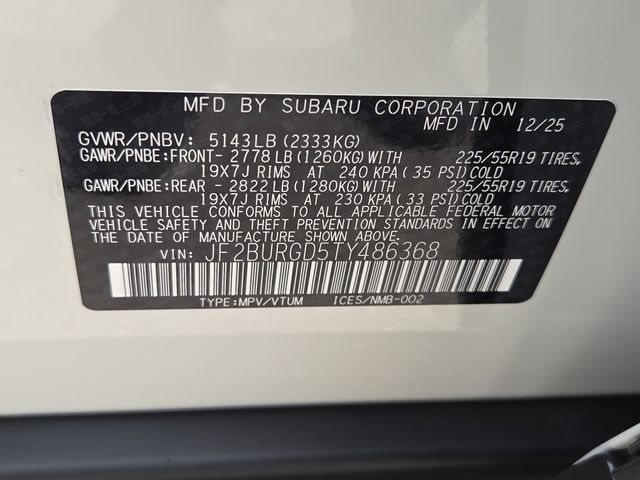 MFD BY SUBARU CORPORATION
MFD IN 12/25
GVWR/PNBV: 5143LB (2333KG)
GAWR/PNBE:FRONT- 2778 LB (1260KG) WITH 225/55R19 TIRES,
19X7J RIMS AT 240 KPA ( 35 PSI) COLD
GAWR/PNBE:REAR - 2822 LB (1280KG) WITH 225/55R19 TIRES,
19X7J RIMS AT 230 KPA ( 33 PSI) COLD
THIS VEHICLE CONFORMS TO ALL APPLICABLE FEDERAL MOTOR
VEHICLE SAFETY AND THEFT PREVENTION STANDARDS IN EFFECT ON
THE DATE OF MANUFACTURE SHOWN ABOVE.
VIN: JF2BURGD5TY486368
TYPE:MPV/VTUM ICES/NMB-002